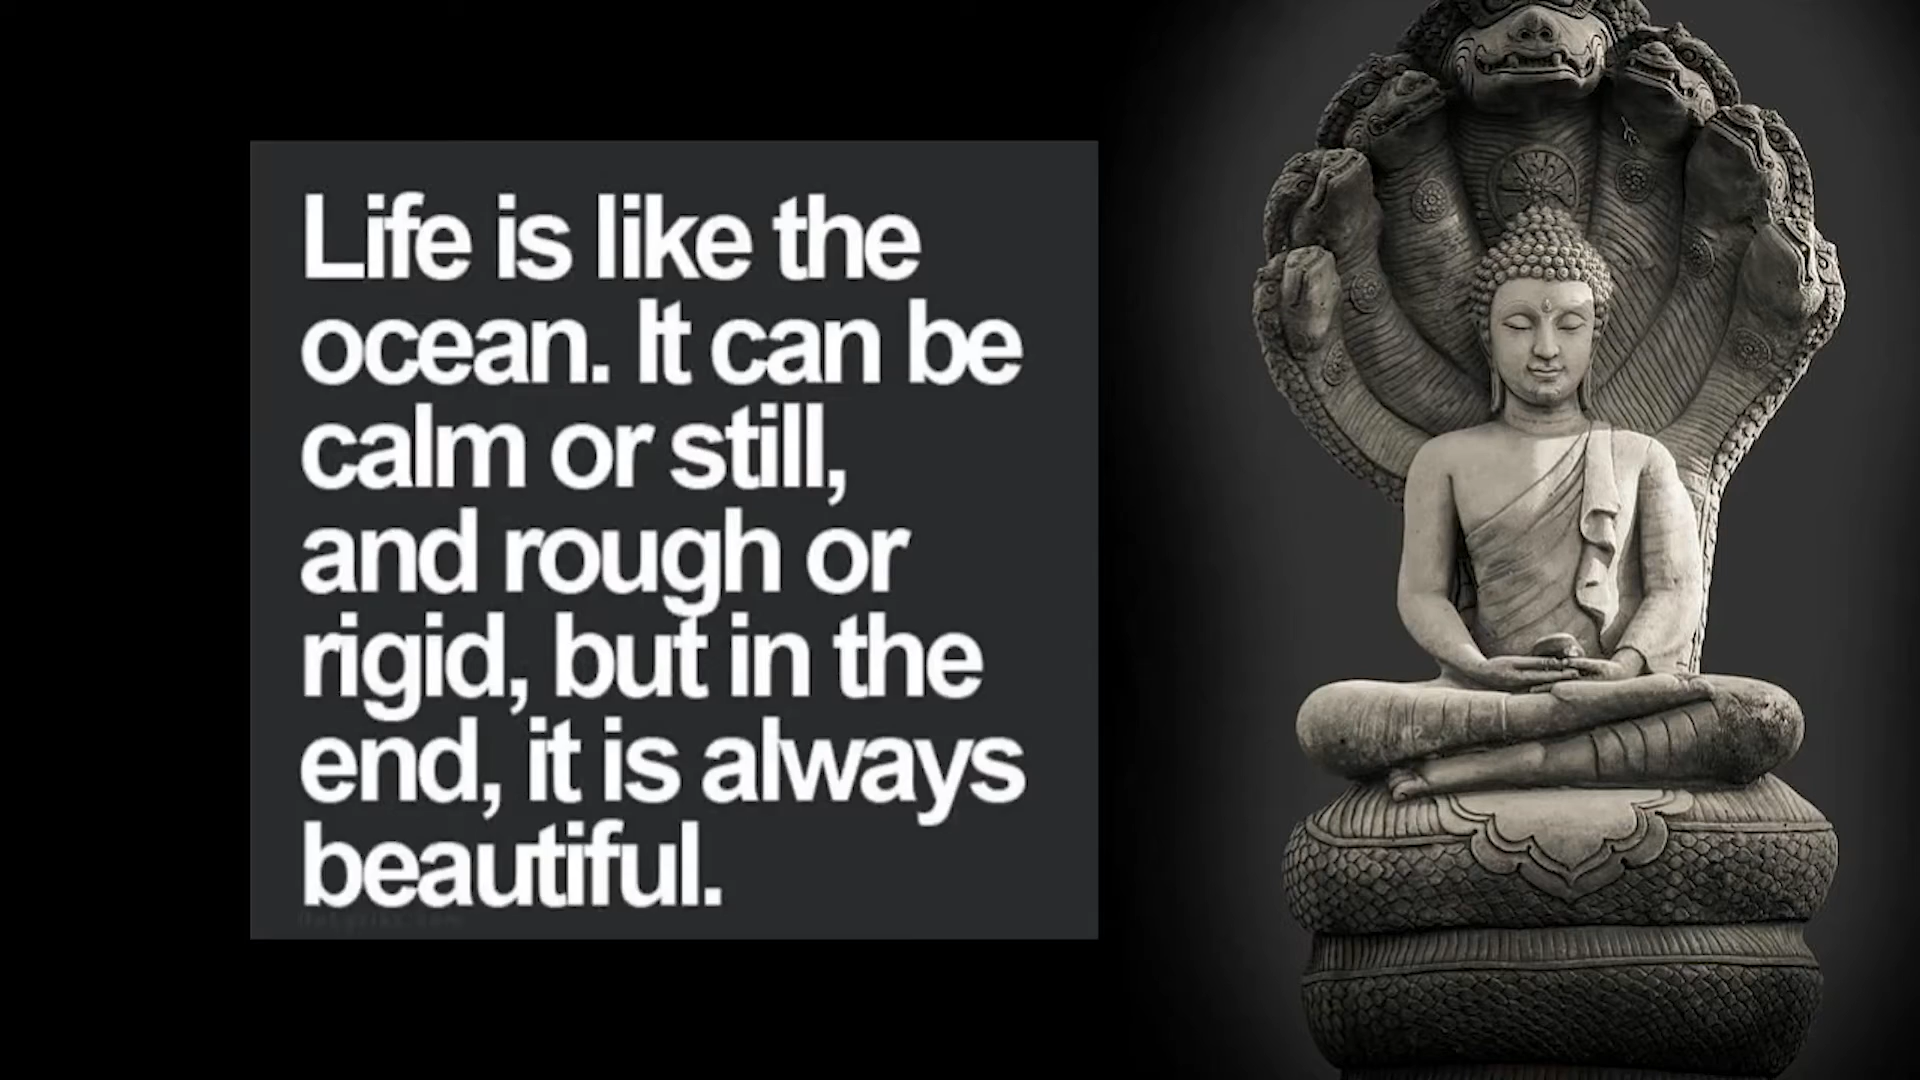 Life is like the
ocean. It can be
calm or still,
and rough or
rigid, but in the
end, it is always
beautiful.